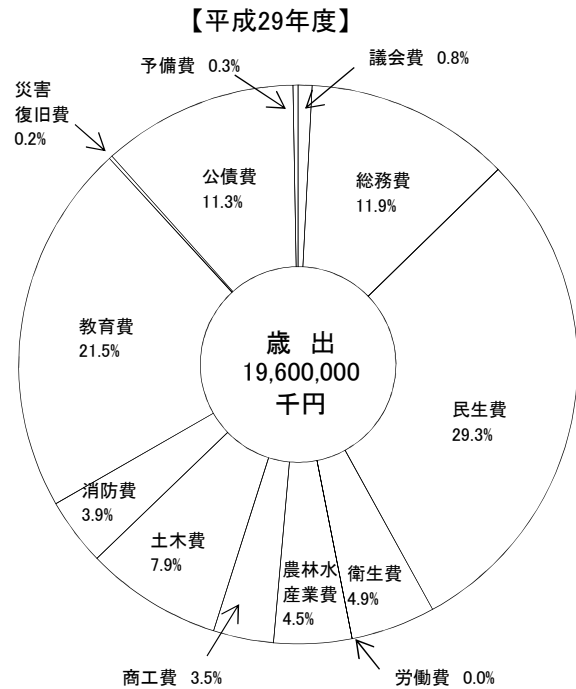 【平成29年度】
予備費 0.3%
議会費 0.8%
災害
復旧費
0.2%
公債費
11.3%
総務費
11.9%
教育費
21.5%
歳 出
19,600,000
千円
民生費
29.3%
消防費
3.9%
土木費
7.9%
農林水
産業費
4.5%
衛生費
4.9%
商工費 3.5%
労働費 0.0%